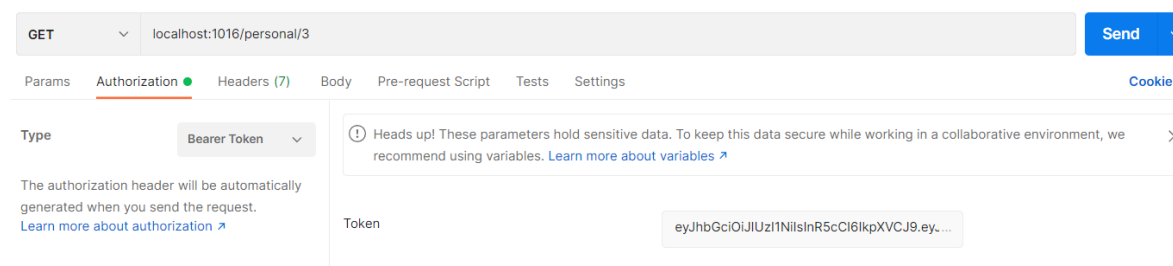 GET localhost:1016/personal/3 Send
Params Authorization Headers (7) Body Pre-request Script Tests Settings Cookie
Type Bearer Token
Heads up! These parameters hold sensitive data. To keep this data secure while working in a collaborative environment, we
recommend using variables. Learn more about variables ↗
The authorization header will be automatically
generated when you send the request.
Learn more about authorization ↗
Token eyJhbGciOiJIUzI1NiIsInR5cCI6IkpXVCJ9.ey....